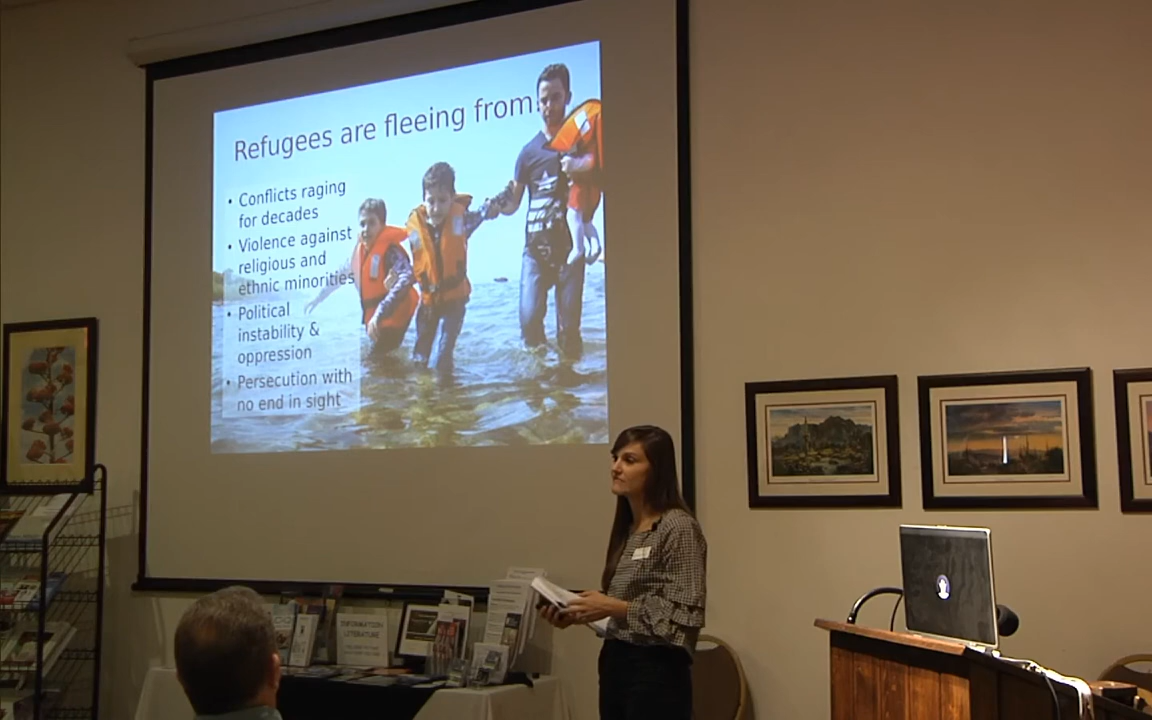 Refugees are fleeing from:
• Conflicts raging
for decades
• Violence against
religious and
ethnic minorities
• Political
instability &
oppression
• Persecution with
no end in sight
INFORMATION
LITERATURE